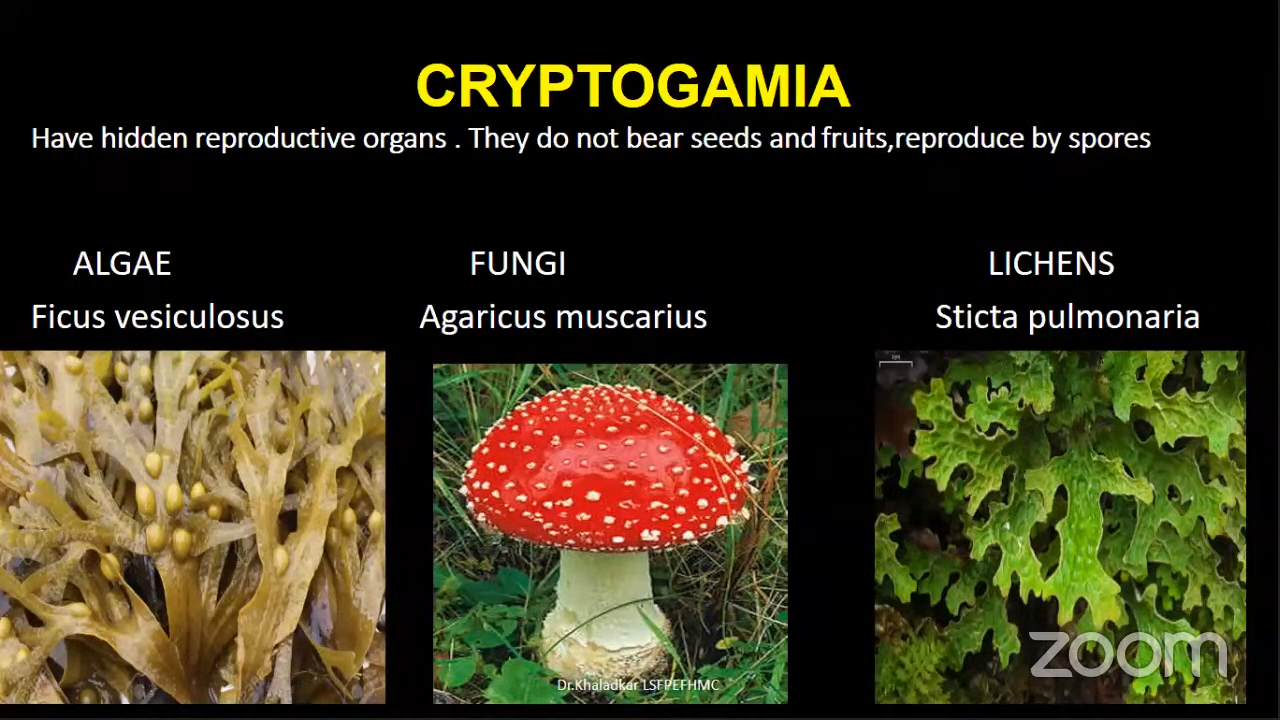 CRYPTOGAMIA
Have hidden reproductive organs . They do not bear seeds and fruits,reproduce by spores
ALGAE
FUNGI
LICHENS
Ficus vesiculosus
Agaricus muscarius
Sticta pulmonaria
zoom
Dr.Khaladkar LSFPEFHMC